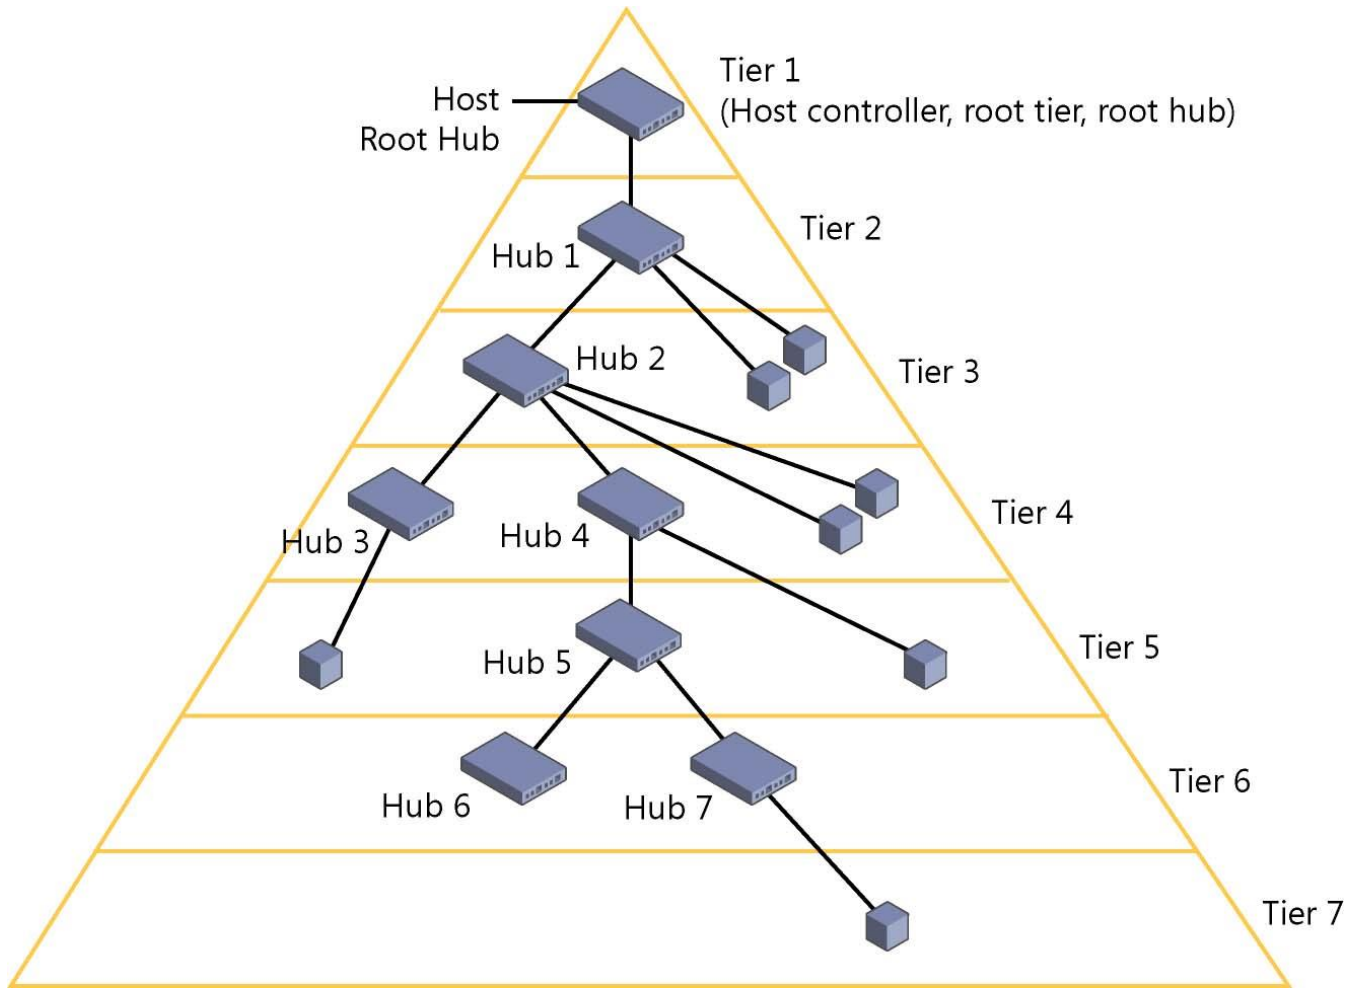 Tier 1
(Host controller, root tier, root hub)
Host
Root Hub
Tier 2
Hub 1
Hub 2
Tier 3
Tier 4
Hub 3
Hub 4
Tier 5
Hub 5
Tier 6
Hub 6
Hub 7
Tier 7